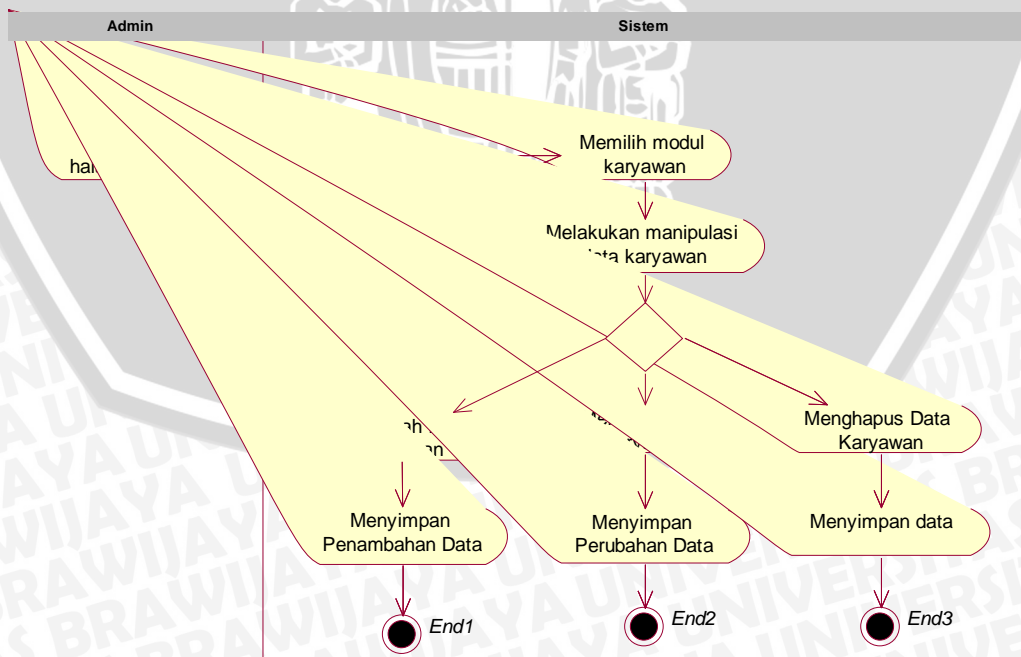 Admin
Sistem
Memilih modul
karyawan
Melakukan manipulasi
karyawan
Menghapus Data
Karyawan
Menyimpan
Penambahan Data
Menyimpan
Perubahan Data
Menyimpan data
End1
End2
End3